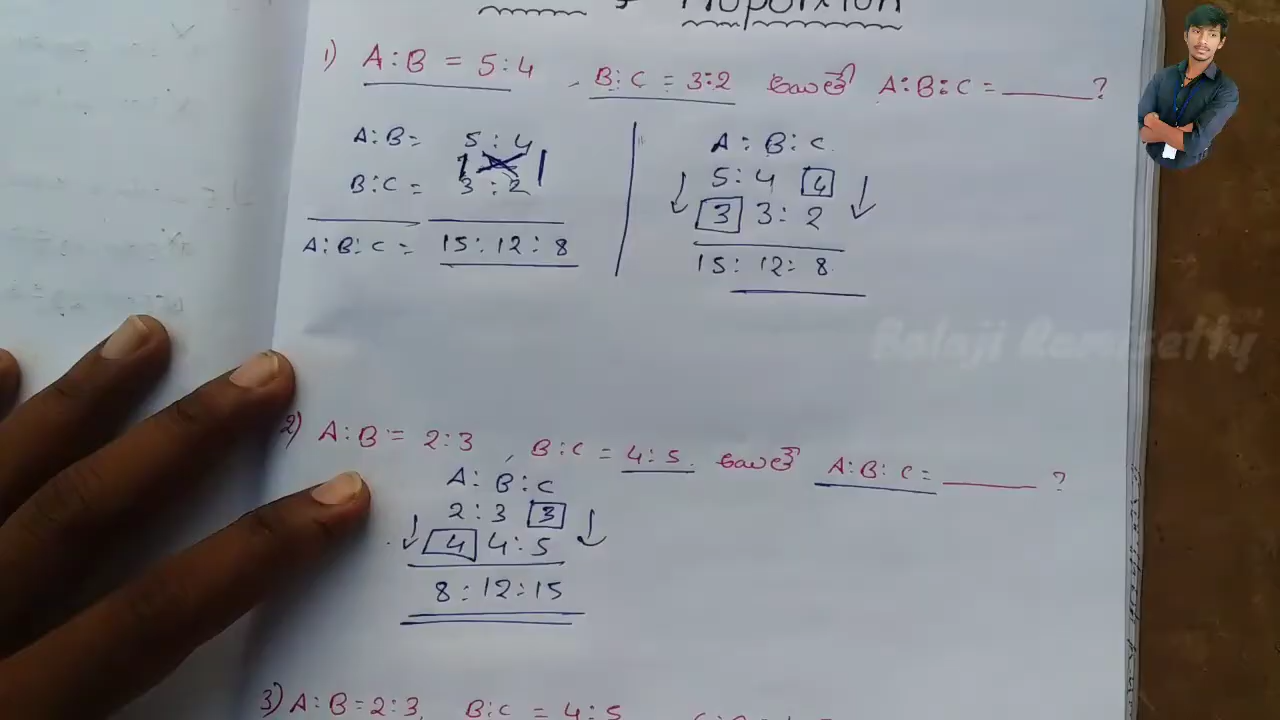 Proportion
1) A:B = 5:4 , B:C = 3:2 అయితే A:B:C = ______ ?
A:B= 5:4
B:C = 3:2
A:B:C = 15:12:8
A:B:C
5:4 4
3 3:2
15:12:8
2) A:B = 2:3 , B:C = 4:5 అయితే A:B:C = ______ ?
A:B:C
2:3 3
4 4:5
8:12:15
3) A:B=2:3, B:C = 4:5